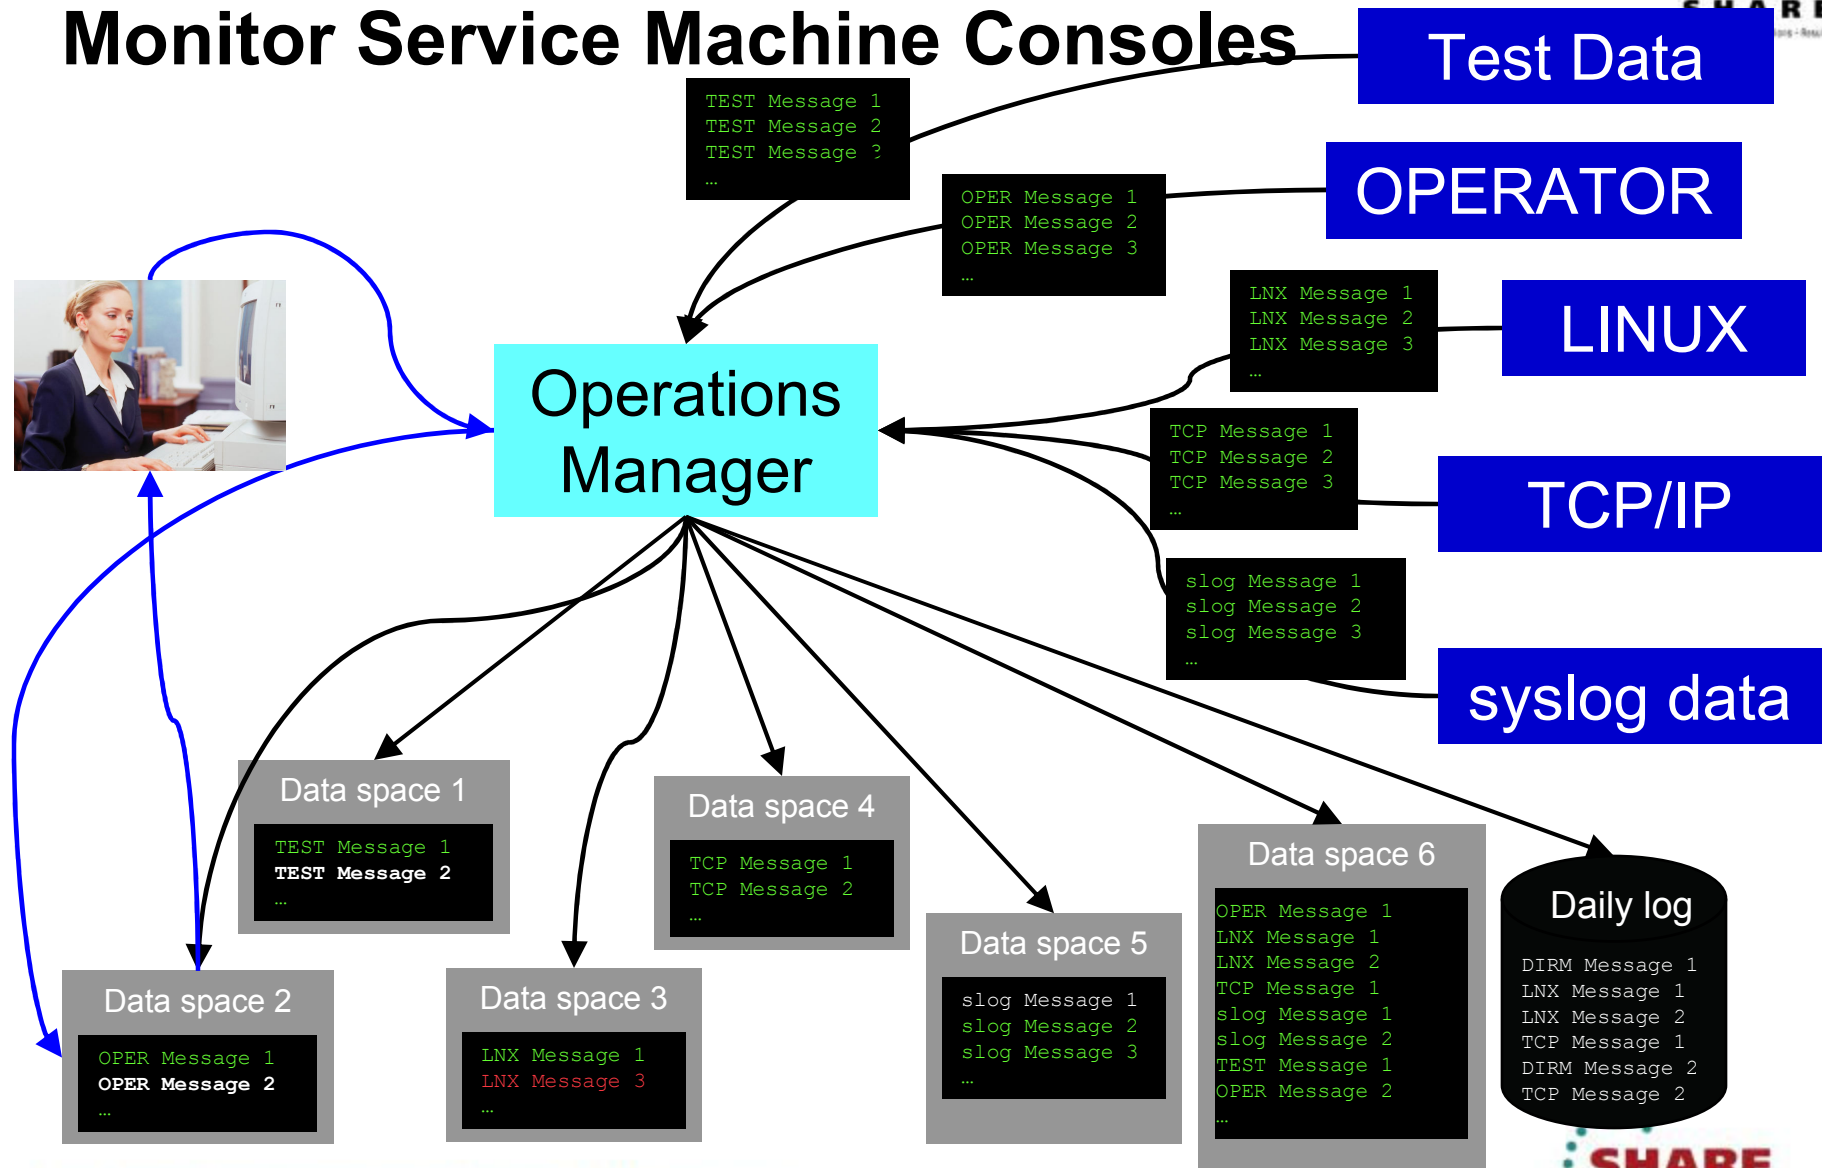 Monitor Service Machine Consoles
SHARE
Test Data
TEST Message 1
TEST Message 2
TEST Message 3
…
OPERATOR
OPER Message 1
OPER Message 2
OPER Message 3
…
LINUX
LNX Message 1
LNX Message 2
LNX Message 3
…
Operations
Manager
TCP Message 1
TCP Message 2
TCP Message 3
…
TCP/IP
slog Message 1
slog Message 2
slog Message 3
…
syslog data
Data space 1
TEST Message 1
TEST Message 2
…
Data space 4
TCP Message 1
TCP Message 2
…
Data space 6
OPER Message 1
LNX Message 1
LNX Message 2
TCP Message 1
slog Message 1
slog Message 2
TEST Message 1
OPER Message 2
…
Daily log
DIRM Message 1
LNX Message 1
LNX Message 2
TCP Message 1
DIRM Message 2
TCP Message 2
Data space 5
slog Message 1
slog Message 2
slog Message 3
…
Data space 2
OPER Message 1
OPER Message 2
…
Data space 3
LNX Message 1
LNX Message 3
…
SHARE